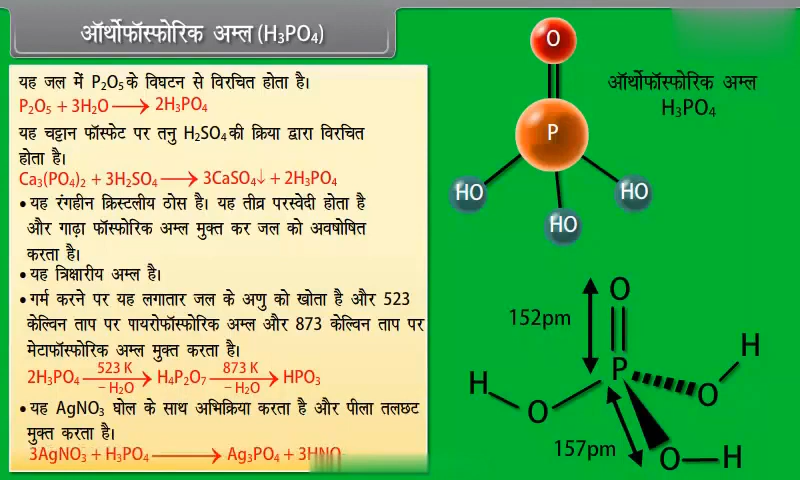 ऑर्थोफॉस्फोरिक अम्ल (H₃PO₄)
यह जल में P₂O₅ के विघटन से विरचित होता है।
P₂O₅ + 3H₂O ⟶ 2H₃PO₄
यह चट्टान फॉस्फेट पर तनु H₂SO₄ की क्रिया द्वारा विरचित
होता है।
Ca₃(PO₄)₂ + 3H₂SO₄ ⟶ 3CaSO₄↓ + 2H₃PO₄
• यह रंगहीन क्रिस्टलीय ठोस है। यह तीव्र परस्वेदी होता है
और गाढ़ा फॉस्फोरिक अम्ल मुक्त कर जल को अवषोषित
करता है।
• यह त्रिक्षारीय अम्ल है।
• गर्म करने पर यह लगातार जल के अणु को खोता है और 523
केल्विन ताप पर पायरोफॉस्फोरिक अम्ल और 873 केल्विन ताप पर
मेटाफॉस्फोरिक अम्ल मुक्त करता है।
523 K 873 K
2H₃PO₄ ⟶ H₄P₂O₇ ⟶ HPO₃
– H₂O – H₂O
• यह AgNO₃ घोल के साथ अभिक्रिया करता है और पीला तलछट
मुक्त करता है।
3AgNO₃ + H₃PO₄ ⟶ Ag₃PO₄ + 3HNO
O
P
HO
HO
HO
ऑर्थोफॉस्फोरिक अम्ल
H₃PO₄
O
152pm
P
H
O
H
O
157pm
O
H